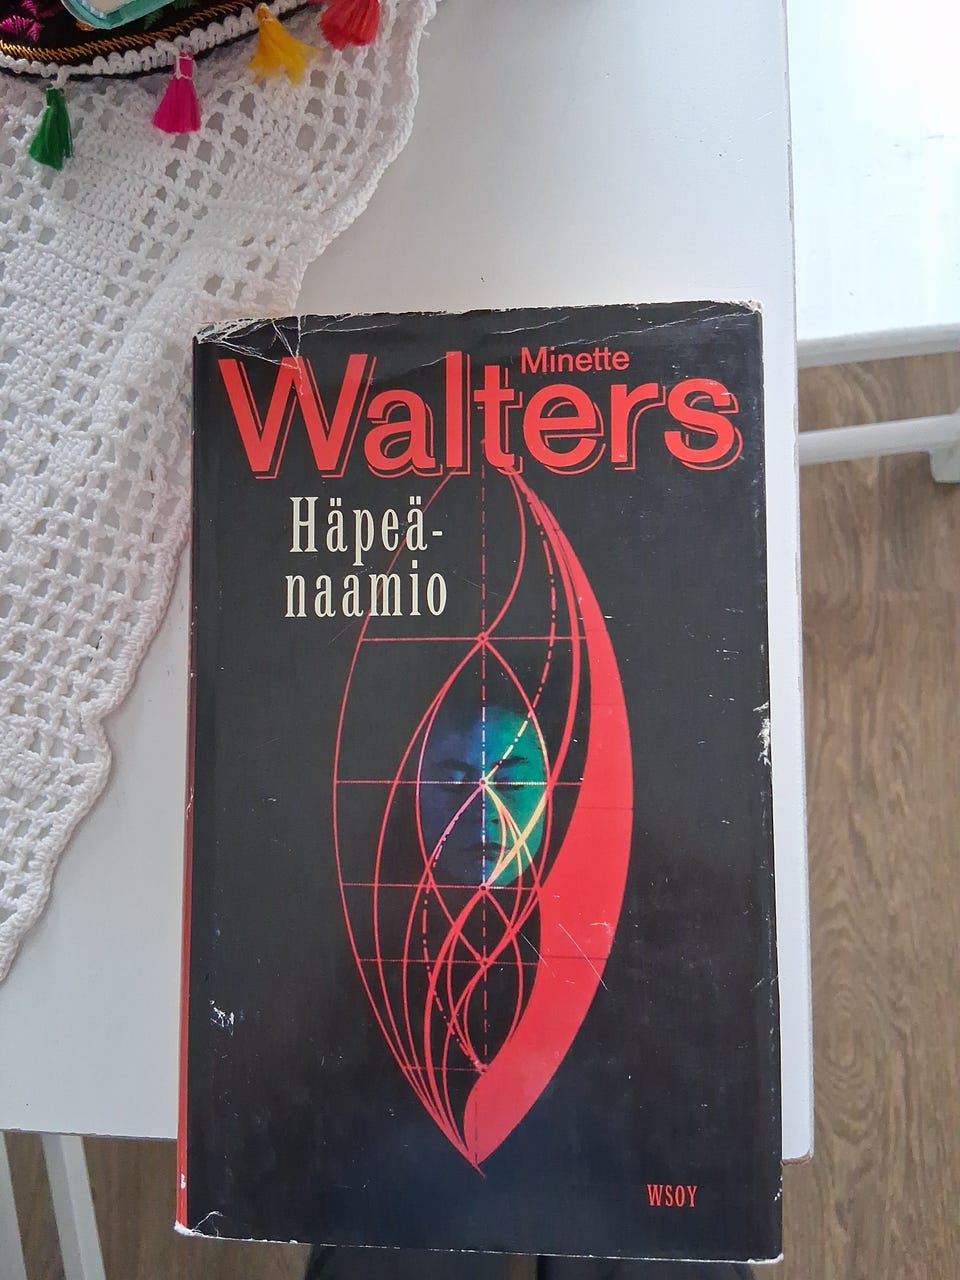 Minette
Walters
Häpeä-
naamio
WSOY